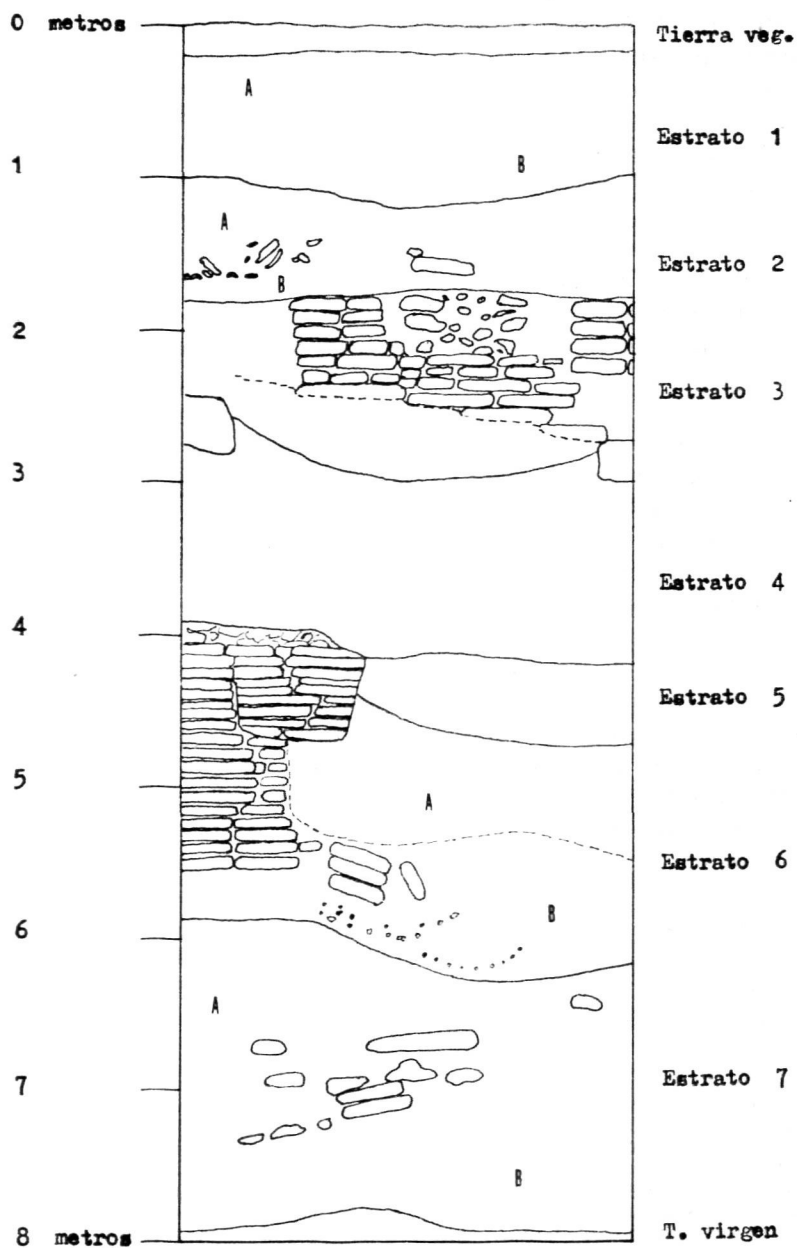 0 metros
Tierra veg.
A
Estrato 1
1
B
A
Estrato 2
B
2
Estrato 3
3
Estrato 4
4
Estrato 5
5
A
Estrato 6
B
6
A
7
Estrato 7
B
8 metros
T. virgen